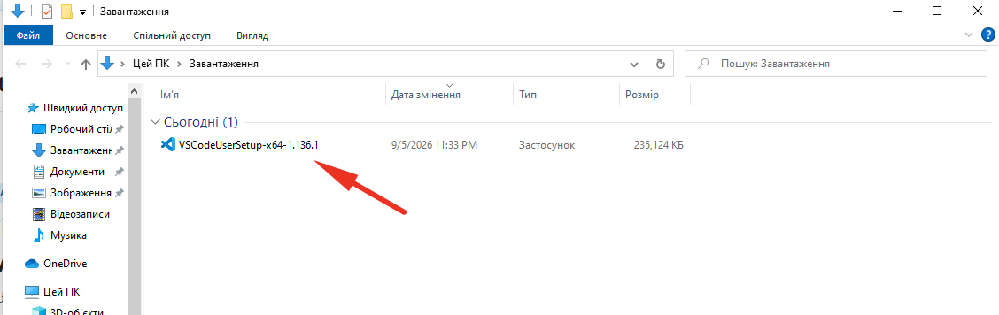 Завантаження
Файл Основне Спільний доступ Вигляд
Цей ПК Завантаження Пошук: Завантаження
Ім'я Дата змінення Тип Розмір
Швидкий доступ
Сьогодні (1)
Робочий стіл
VSCodeUserSetup-x64-1.136.1 9/5/2026 11:33 PM Застосунок 235,124 КБ
Завантаженн
Документи
Зображення
Відеозаписи
Музика
OneDrive
Цей ПК
3D-об'єкти